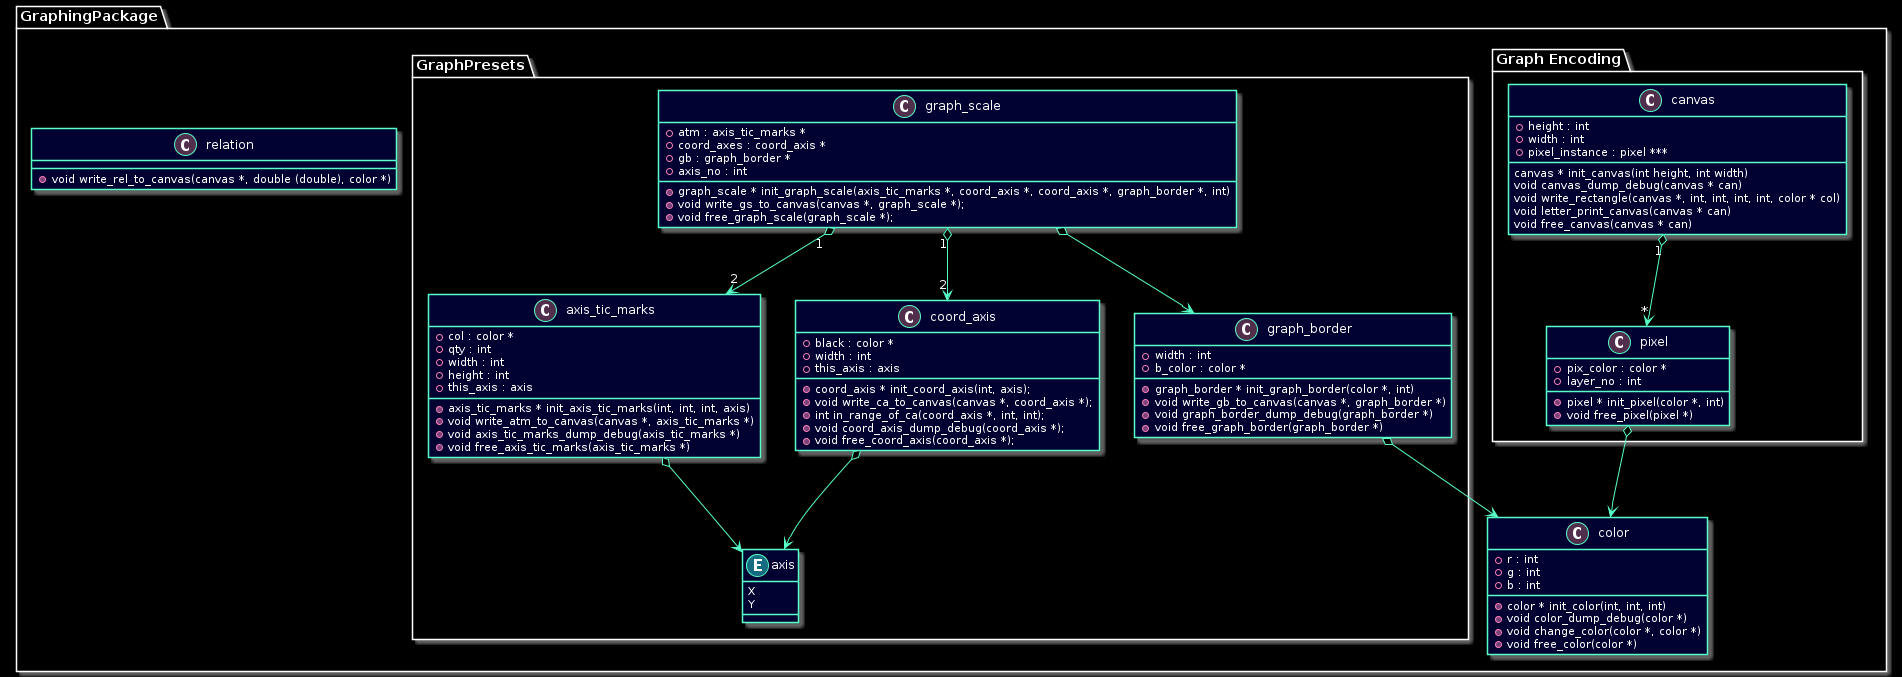 GraphingPackage
GraphPresets
Graph Encoding
C relation
void write_rel_to_canvas(canvas *, double (double), color *)
C graph_scale
atm : axis_tic_marks *
coord_axes : coord_axis *
gb : graph_border *
axis_no : int
graph_scale * init_graph_scale(axis_tic_marks *, coord_axis *, coord_axis *, graph_border *, int)
void write_gs_to_canvas(canvas *, graph_scale *);
void free_graph_scale(graph_scale *);
1
1
2
2
C axis_tic_marks
col : color *
qty : int
width : int
height : int
this_axis : axis
axis_tic_marks * init_axis_tic_marks(int, int, int, axis)
void write_atm_to_canvas(canvas *, axis_tic_marks *)
void axis_tic_marks_dump_debug(axis_tic_marks *)
void free_axis_tic_marks(axis_tic_marks *)
C coord_axis
black : color *
width : int
this_axis : axis
coord_axis * init_coord_axis(int, axis);
void write_ca_to_canvas(canvas *, coord_axis *);
int in_range_of_ca(coord_axis *, int, int);
void coord_axis_dump_debug(coord_axis *);
void free_coord_axis(coord_axis *);
C graph_border
width : int
b_color : color *
graph_border * init_graph_border(color *, int)
void write_gb_to_canvas(canvas *, graph_border *)
void graph_border_dump_debug(graph_border *)
void free_graph_border(graph_border *)
E axis
X
Y
C canvas
height : int
width : int
pixel_instance : pixel ***
canvas * init_canvas(int height, int width)
void canvas_dump_debug(canvas * can)
void write_rectangle(canvas *, int, int, int, int, color * col)
void letter_print_canvas(canvas * can)
void free_canvas(canvas * can)
1
*
C pixel
pix_color : color *
layer_no : int
pixel * init_pixel(color *, int)
void free_pixel(pixel *)
C color
r : int
g : int
b : int
color * init_color(int, int, int)
void color_dump_debug(color *)
void change_color(color *, color *)
void free_color(color *)